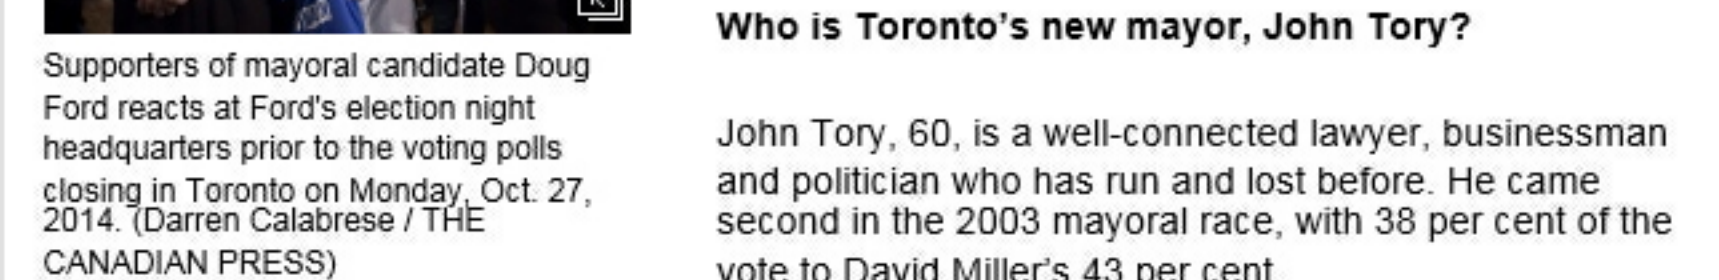 Supporters of mayoral candidate Doug
Ford reacts at Ford's election night
headquarters prior to the voting polls
closing in Toronto on Monday, Oct. 27,
2014. (Darren Calabrese / THE
CANADIAN PRESS)
Who is Toronto’s new mayor, John Tory?
John Tory, 60, is a well-connected lawyer, businessman
and politician who has run and lost before. He came
second in the 2003 mayoral race, with 38 per cent of the
vote to David Miller’s 43 per cent